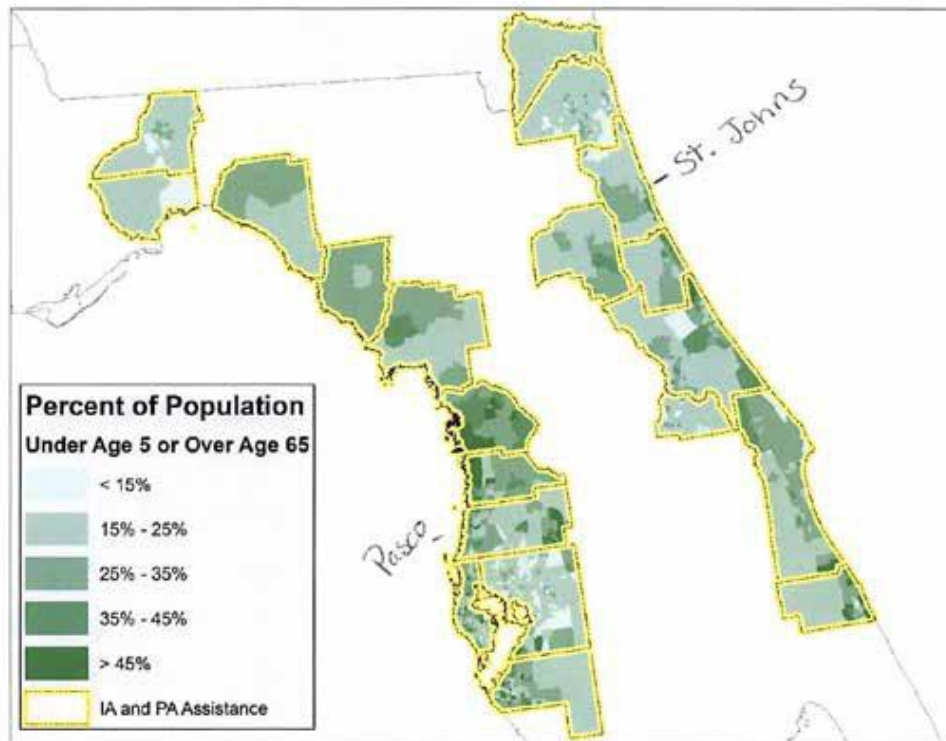 St. Johns
Percent of Population
Under Age 5 or Over Age 65
< 15%
15% - 25%
25% - 35%
35% - 45%
> 45%
IA and PA Assistance
Pasco